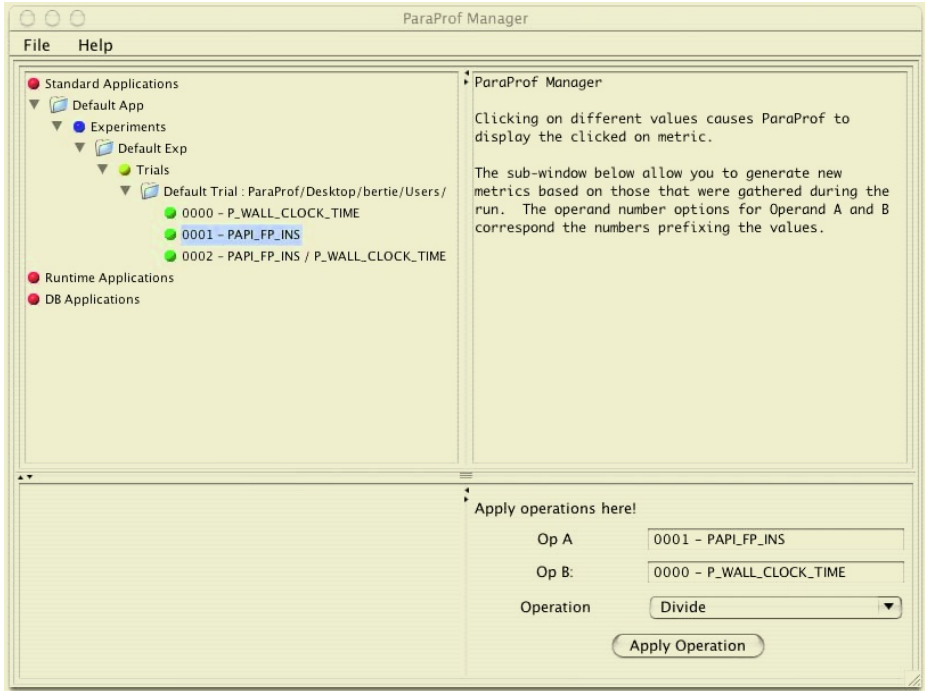 ParaProf Manager
File Help
Standard Applications
Default App
Experiments
Default Exp
Trials
Default Trial : ParaProf/Desktop/bertie/Users/
0000 – P_WALL_CLOCK_TIME
0001 – PAPI_FP_INS
0002 – PAPI_FP_INS / P_WALL_CLOCK_TIME
Runtime Applications
DB Applications
ParaProf Manager
Clicking on different values causes ParaProf to
display the clicked on metric.
The sub-window below allow you to generate new
metrics based on those that were gathered during the
run. The operand number options for Operand A and B
correspond the numbers prefixing the values.
Apply operations here!
Op A 0001 – PAPI_FP_INS
Op B: 0000 – P_WALL_CLOCK_TIME
Operation Divide
Apply Operation